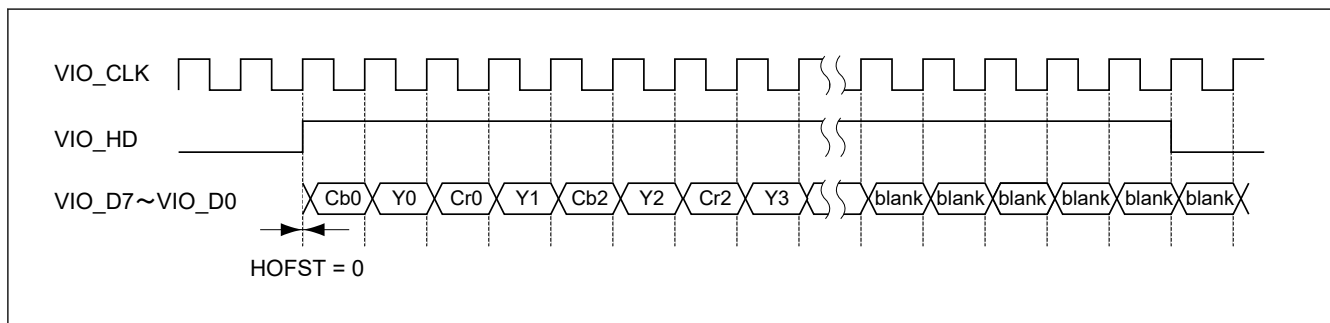 VIO_CLK
VIO_HD
VIO_D7～VIO_D0 Cb0 Y0 Cr0 Y1 Cb2 Y2 Cr2 Y3 blank blank blank blank blank blank
HOFST = 0